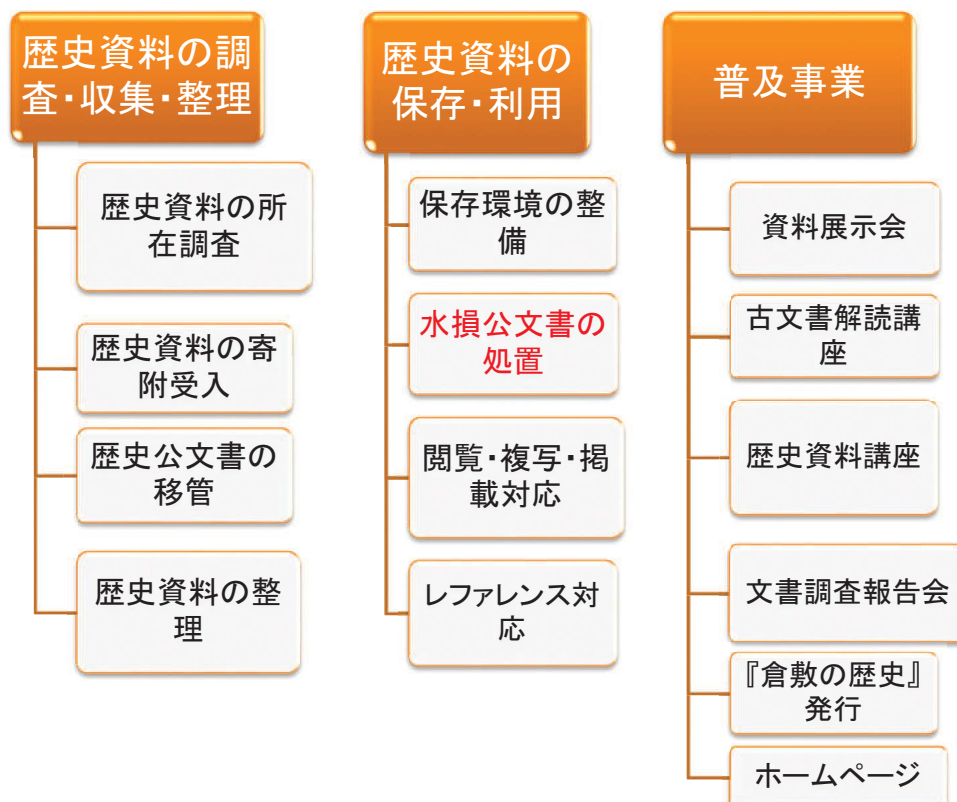 歴史資料の調
査・収集・整理
歴史資料の所
在調査
歴史資料の寄
附受入
歴史公文書の
移管
歴史資料の整
理
歴史資料の
保存・利用
保存環境の整
備
水損公文書の
処置
閲覧・複写・掲
載対応
レファレンス対
応
普及事業
資料展示会
古文書解読講
座
歴史資料講座
文書調査報告会
『倉敷の歴史』
発行
ホームページ